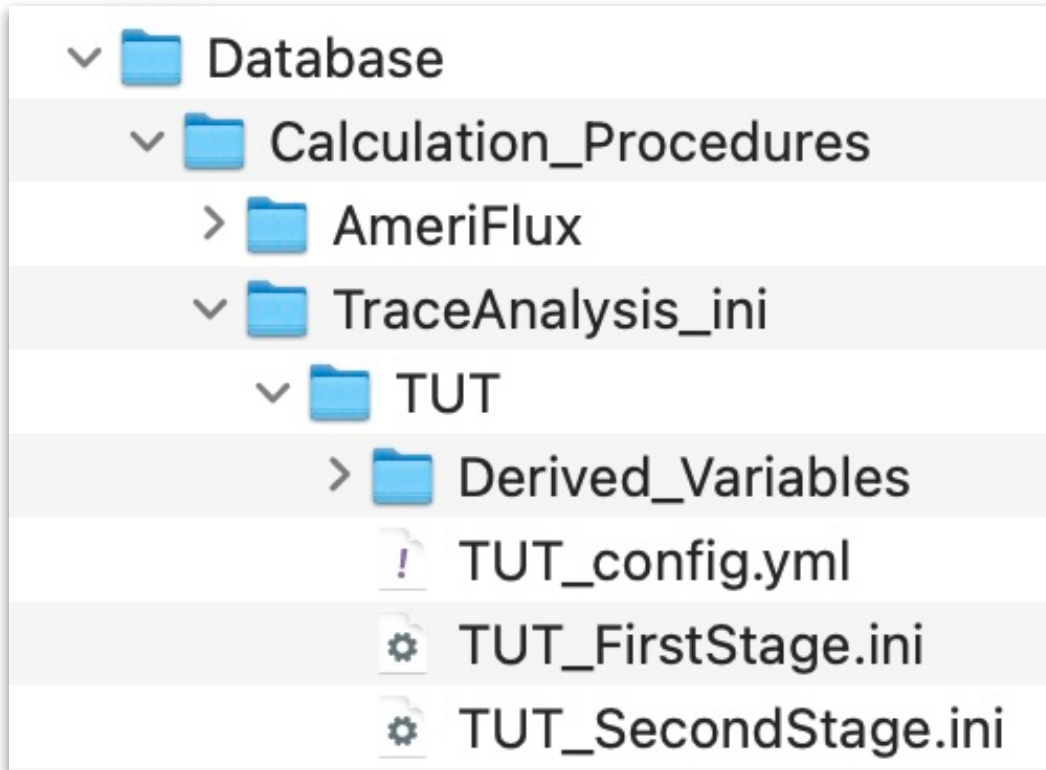 Database
Calculation_Procedures
AmeriFlux
TraceAnalysis_ini
TUT
Derived_Variables
TUT_config.yml
TUT_FirstStage.ini
TUT_SecondStage.ini